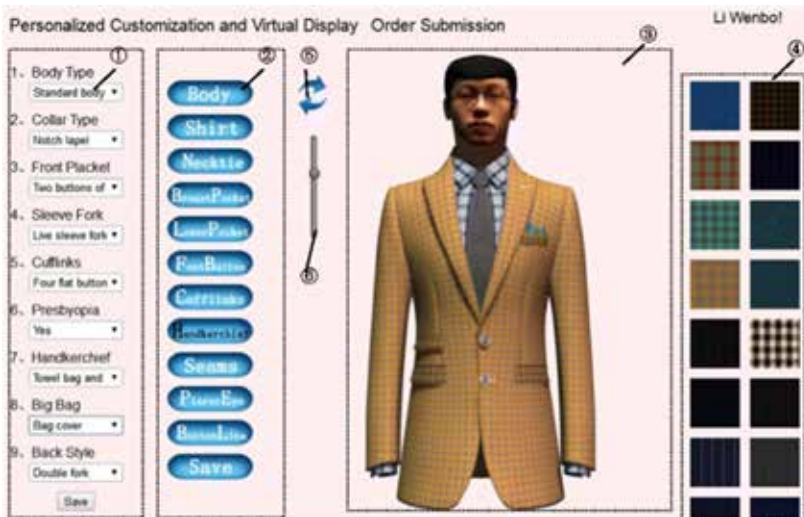 Personalized Customization and Virtual Display Order Submission
Li Wenbo!
①
1、Body Type
Standard body
2、Collar Type
Notch lapel
3、Front Placket
Two buttons of
4、Sleeve Fork
Live sleeve fork
5、Cufflinks
Four flat button
6、Presbyopia
Yes
7、Handkerchief
Towel bag and
8、Big Bag
Bag cover
9、Back Style
Double fork
Save
②
Body
Shirt
Necktie
BreastPocket
LowerPocket
FontButton
Cofflinks
Handkerchief
Seams
PierceEye
ButtonLine
Save
⑥
⑤
③
④